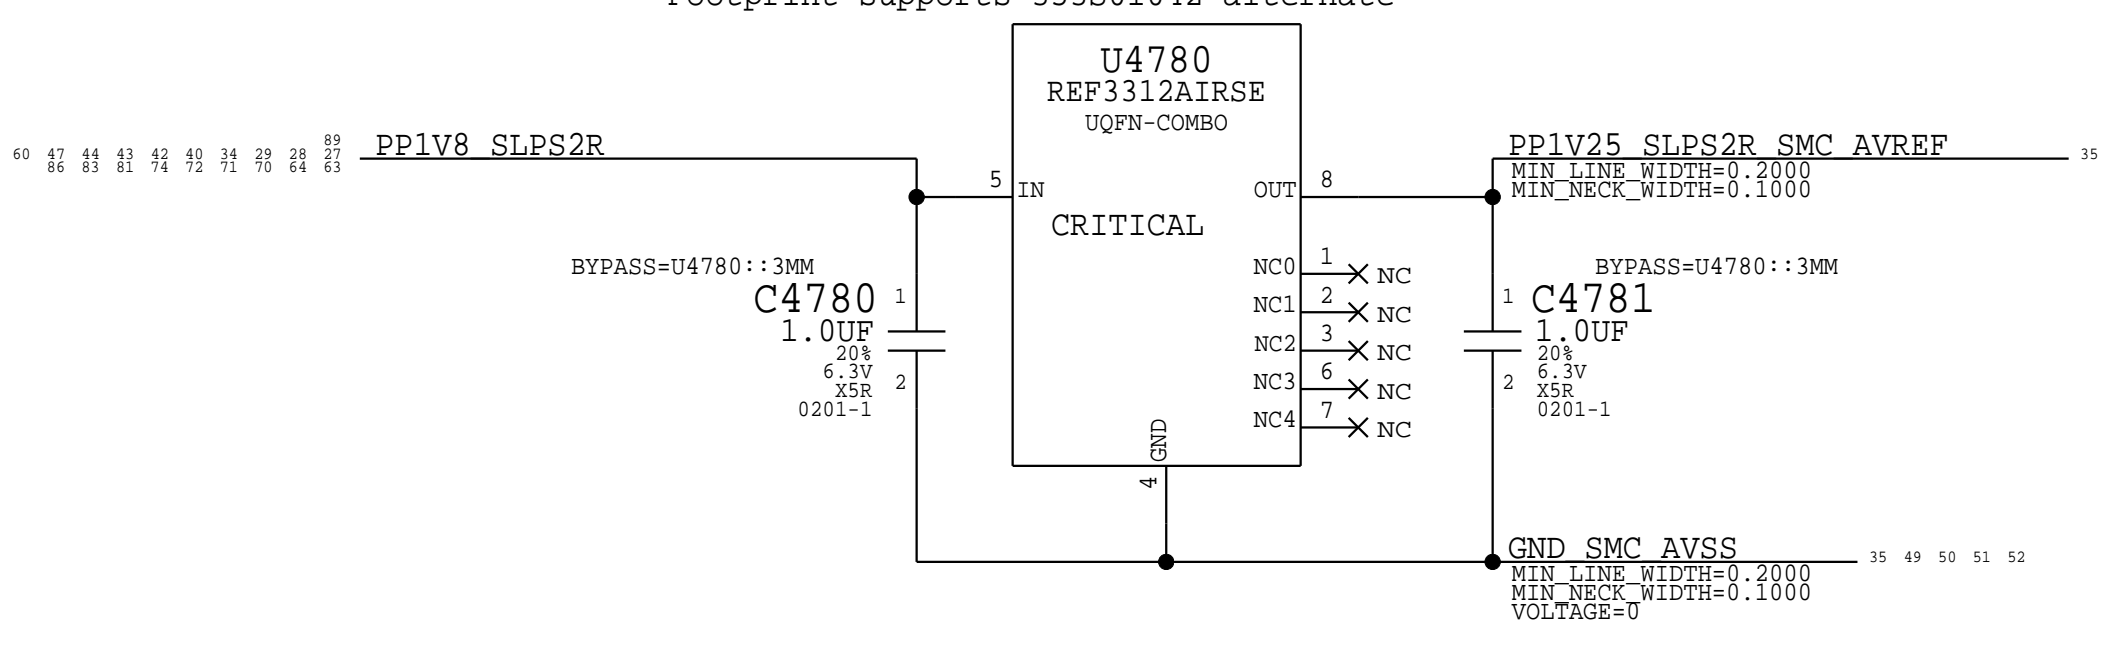 Footprint supports 353S01042 alternate
U4780
REF3312AIRSE
UQFN-COMBO
89
60 47 44 43 42 40 34 29 28 27
86 83 81 74 72 71 70 64 63
PP1V8_SLPS2R
PP1V25_SLPS2R_SMC_AVREF
35
MIN_LINE_WIDTH=0.2000
MIN_NECK_WIDTH=0.1000
5
IN
OUT
8
CRITICAL
BYPASS=U4780::3MM
C4780
1
1.0UF
20%
6.3V
2
X5R
0201-1
NC0 1 NC
NC1 2 NC
NC2 3 NC
NC3 6 NC
NC4 7 NC
GND
4
BYPASS=U4780::3MM
1
C4781
1.0UF
20%
2
6.3V
X5R
0201-1
GND_SMC_AVSS
35 49 50 51 52
MIN_LINE_WIDTH=0.2000
MIN_NECK_WIDTH=0.1000
VOLTAGE=0